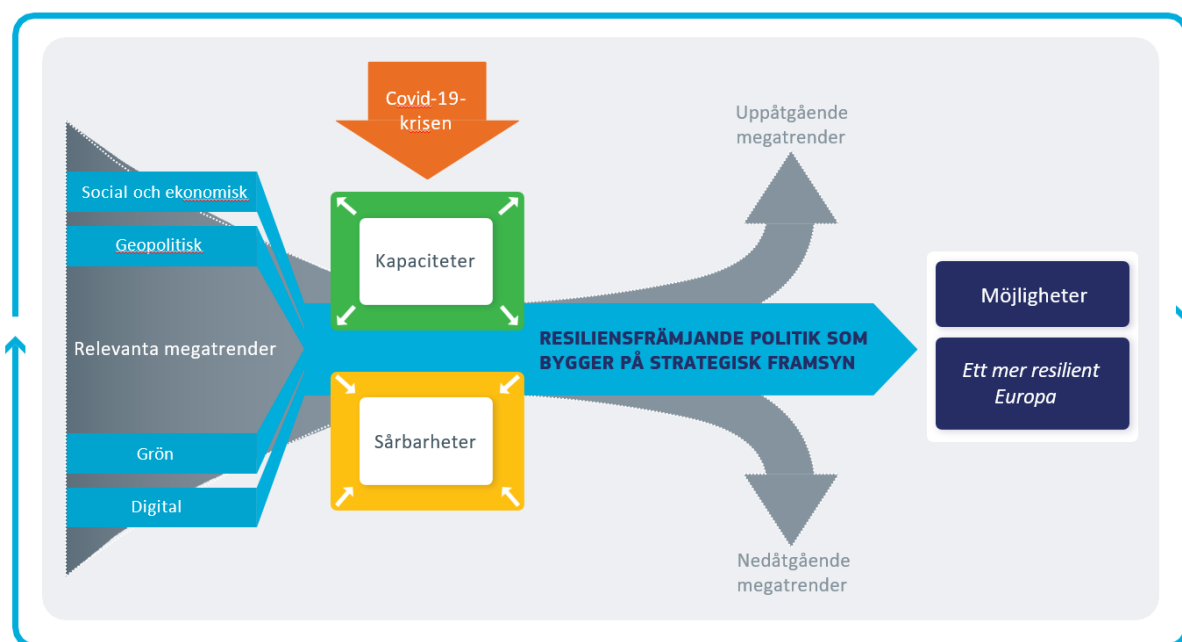 Covid-19-
krisen
Uppåtgående
megatrender
Social och ekonomisk
Geopolitisk
Kapaciteter
Relevanta megatrender
RESILIENSFRÄMJANDE POLITIK SOM
BYGGER PÅ STRATEGISK FRAMSYN
Möjligheter
Ett mer resilient
Europa
Sårbarheter
Grön
Digital
Nedåtgående
megatrender